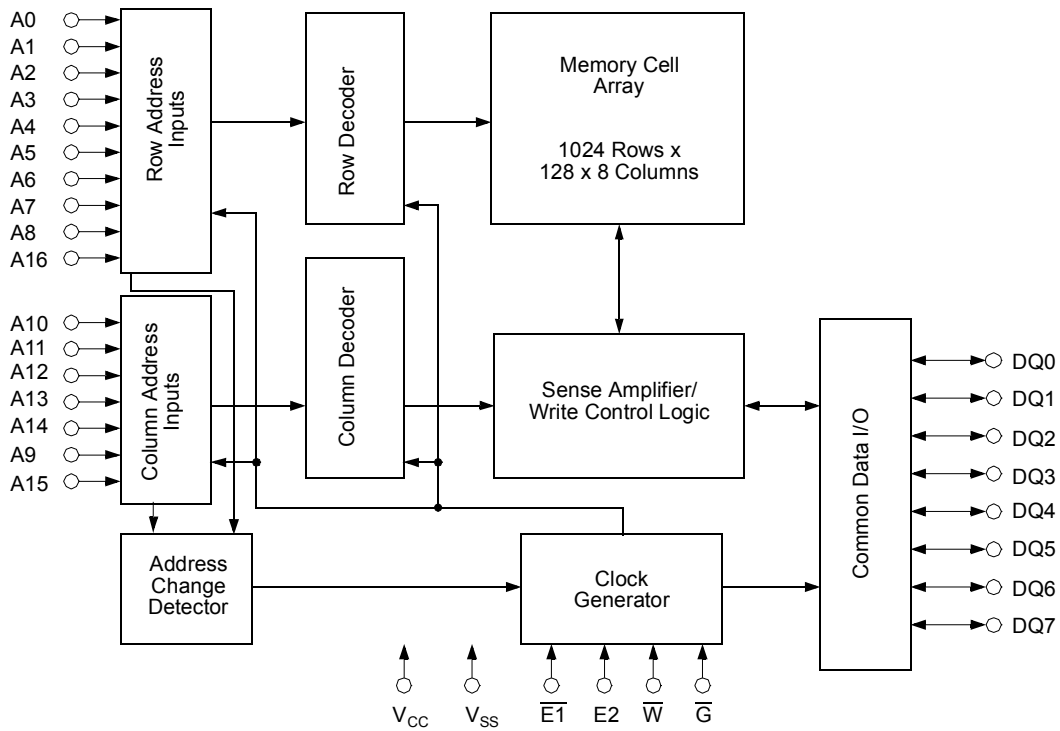 A0
A1
A2
A3
A4
A5
A6
A7
A8
A16
Row Address
Inputs
Row Decoder
Memory Cell
Array
1024 Rows x
128 x 8 Columns
A10
A11
A12
A13
A14
A9
A15
Column Address
Inputs
Column Decoder
Sense Amplifier/
Write Control Logic
Common Data I/O
DQ0
DQ1
DQ2
DQ3
DQ4
DQ5
DQ6
DQ7
Address
Change
Detector
Clock
Generator
VCC
VSS
E1
E2
W
G